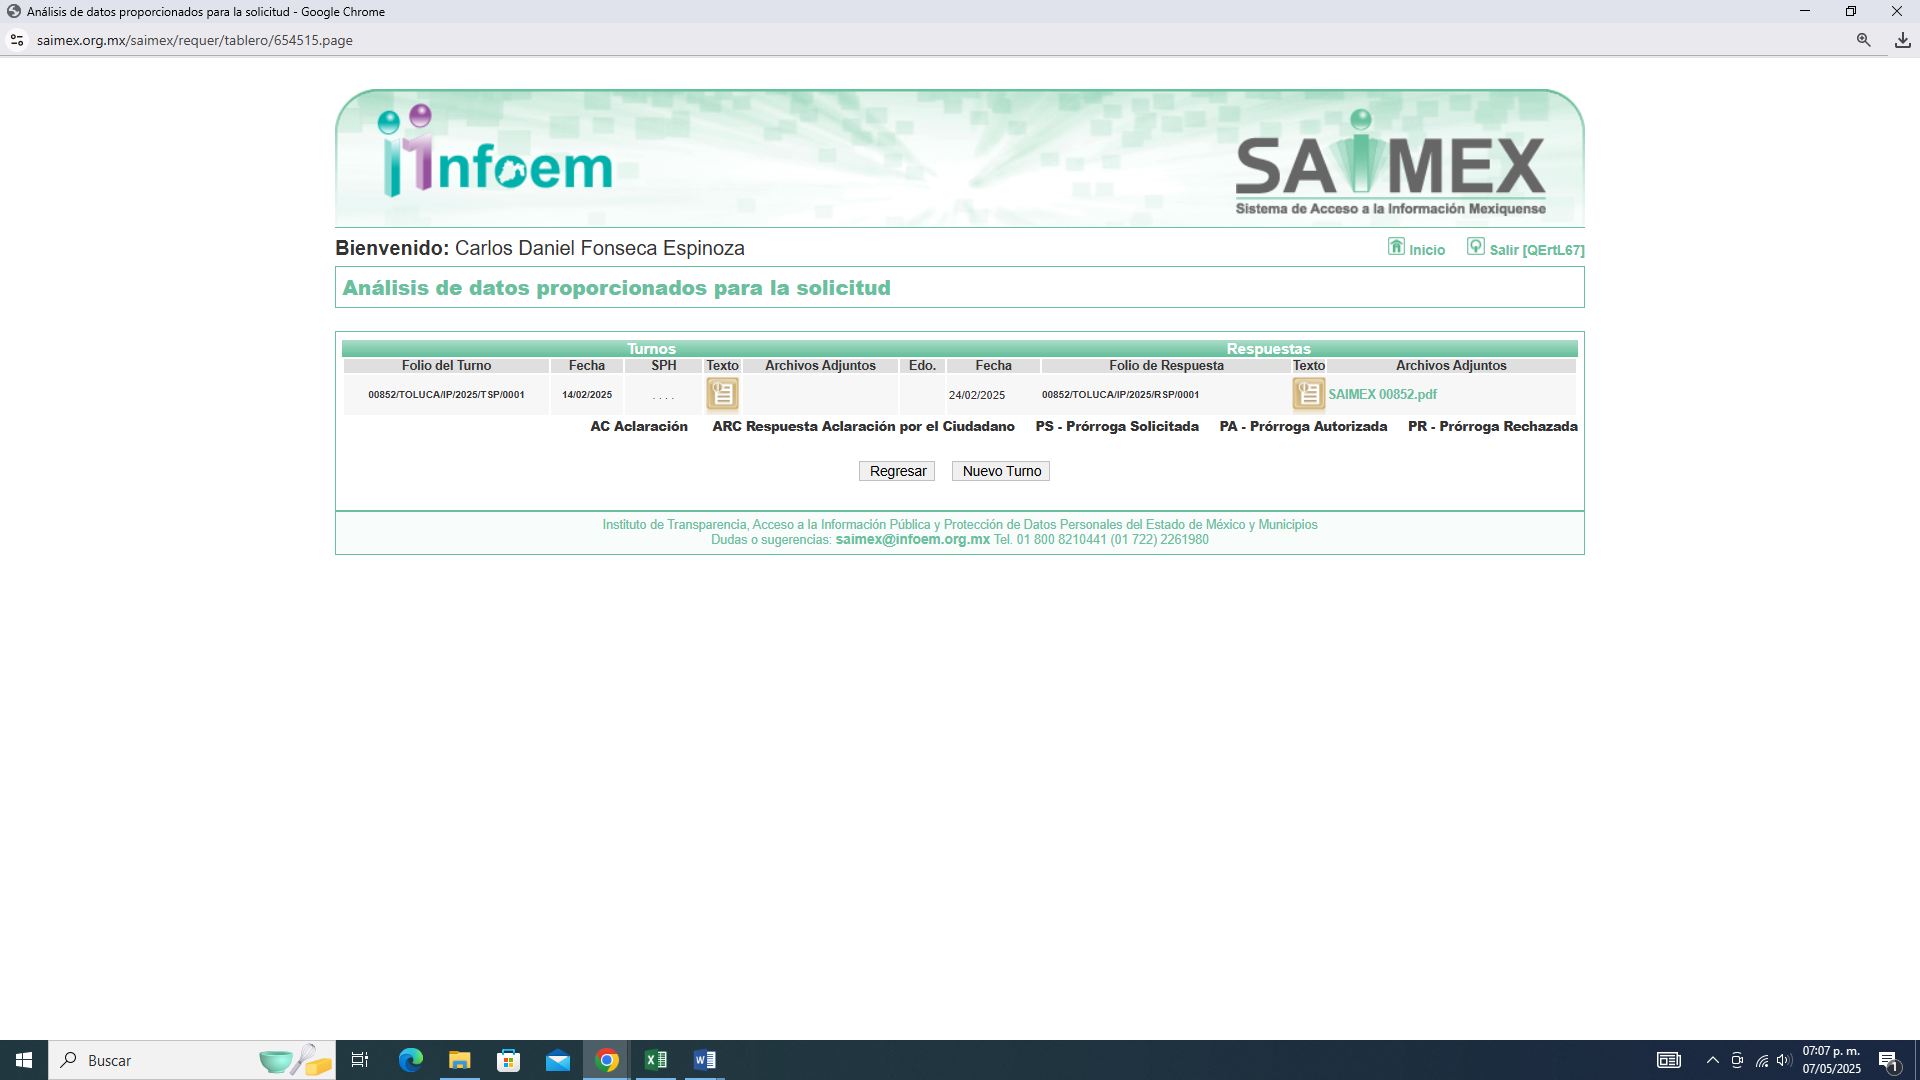 Análisis de datos proporcionados para la solicitud - Google Chrome
saimex.org.mx/saimex/requer/tablero/654515.page
infoem
SAIMEX
Sistema de Acceso a la Información Mexiquense
Bienvenido: Carlos Daniel Fonseca Espinoza
Inicio
Salir [QErtL67]
Análisis de datos proporcionados para la solicitud
Turnos Respuestas
Folio del Turno Fecha SPH Texto Archivos Adjuntos Edo. Fecha Folio de Respuesta Texto Archivos Adjuntos
00852/TOLUCA/IP/2025/TSP/0001 14/02/2025 . . . . 24/02/2025 00852/TOLUCA/IP/2025/RSP/0001 SAIMEX 00852.pdf
AC Aclaración ARC Respuesta Aclaración por el Ciudadano PS - Prórroga Solicitada PA - Prórroga Autorizada PR - Prórroga Rechazada
Regresar Nuevo Turno
Instituto de Transparencia, Acceso a la Información Pública y Protección de Datos Personales del Estado de México y Municipios
Dudas o sugerencias: saimex@infoem.org.mx Tel. 01 800 8210441 (01 722) 2261980
Buscar
07:07 p. m.
07/05/2025
1